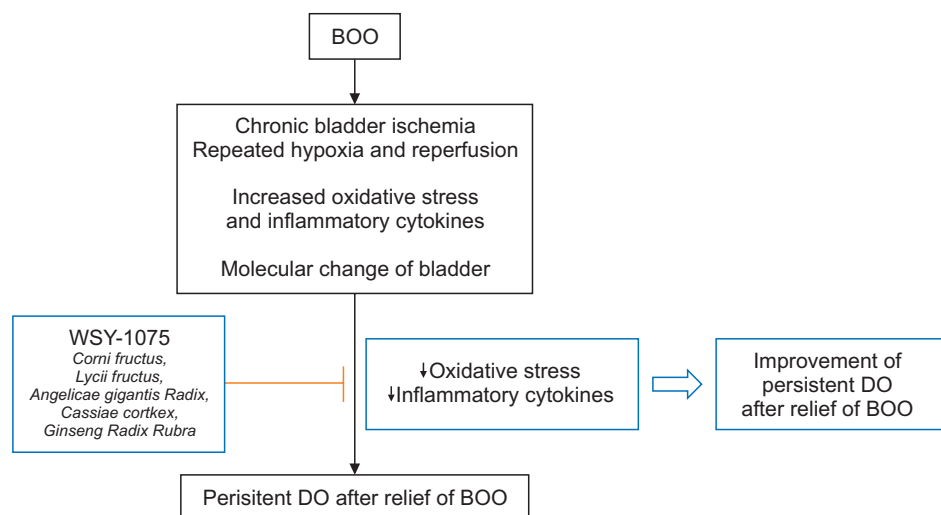 BOO
Chronic bladder ischemia
Repeated hypoxia and reperfusion
Increased oxidative stress
and inflammatory cytokines
Molecular change of bladder
WSY-1075
Corni fructus,
Lycii fructus,
Angelicae gigantis Radix,
Cassiae cortkex,
Ginseng Radix Rubra
↓Oxidative stress
↓Inflammatory cytokines
Improvement of
persistent DO
after relief of BOO
Perisitent DO after relief of BOO